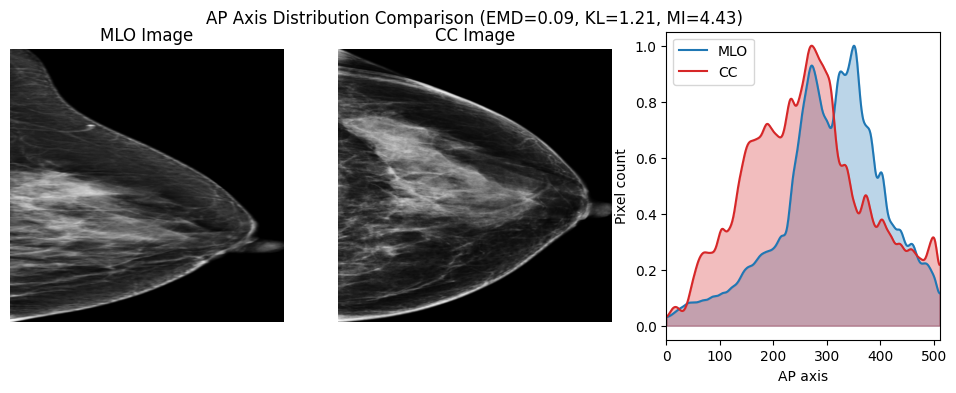 AP Axis Distribution Comparison (EMD=0.09, KL=1.21, MI=4.43)
MLO Image
CC Image
MLO
CC
Pixel count
1.0
0.8
0.6
0.4
0.2
0.0
0 100 200 300 400 500
AP axis